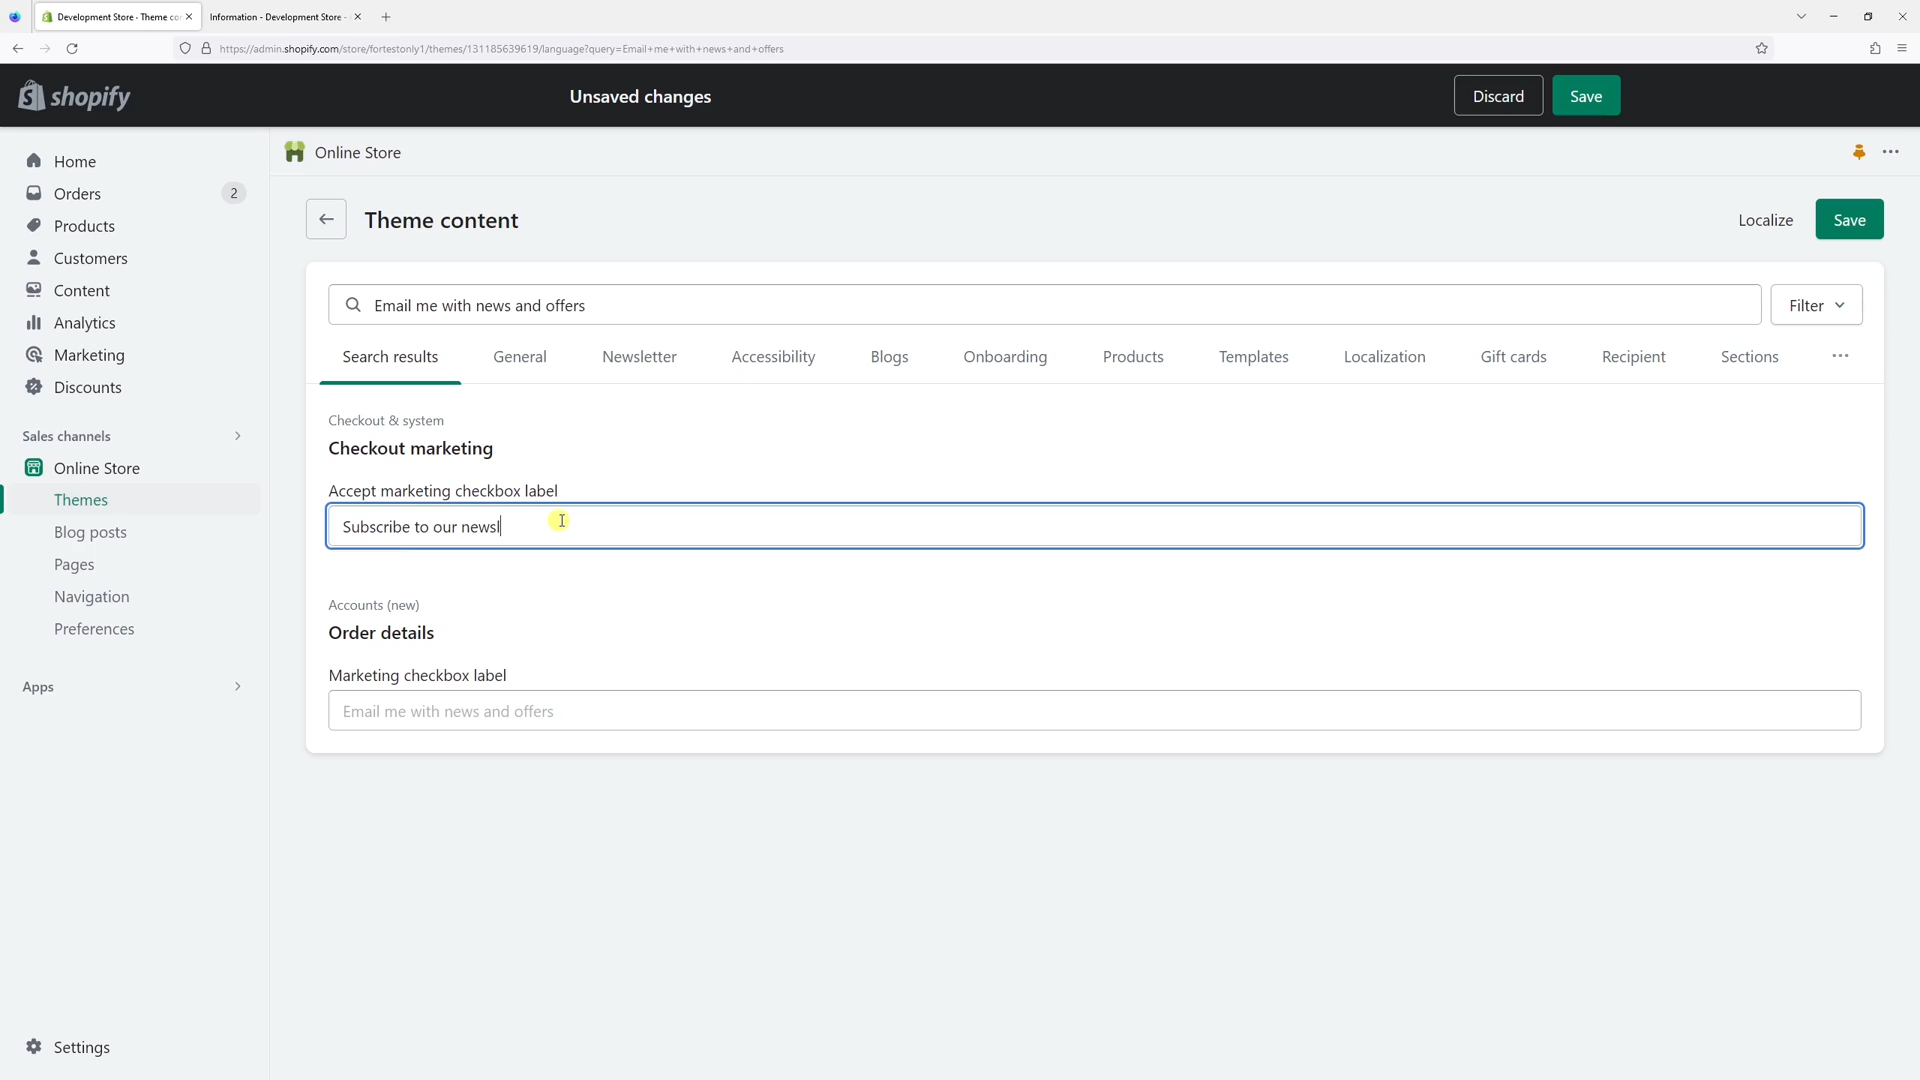 Development Store - Theme co
Information - Development Store -
https://admin.shopify.com/store/fortestonly1/themes/131185639619/language?query=Email+me+with+news+and+offers
shopify
Unsaved changes
Discard
Save
Home
Orders
2
Products
Customers
Content
Analytics
Marketing
Discounts
Sales channels
Online Store
Themes
Blog posts
Pages
Navigation
Preferences
Apps
Settings
Online Store
Theme content
Localize
Save
Email me with news and offers
Filter
Search results
General
Newsletter
Accessibility
Blogs
Onboarding
Products
Templates
Localization
Gift cards
Recipient
Sections
Checkout & system
Checkout marketing
Accept marketing checkbox label
Subscribe to our newsl
Accounts (new)
Order details
Marketing checkbox label
Email me with news and offers